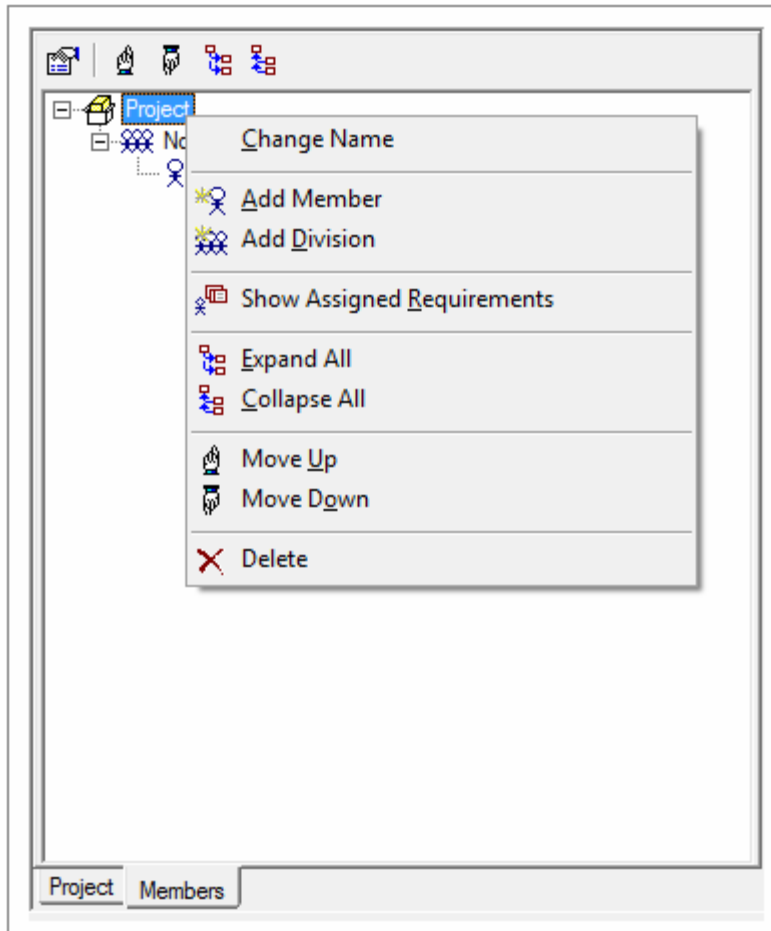 Project
No
Change Name
Add Member
Add Division
Show Assigned Requirements
Expand All
Collapse All
Move Up
Move Down
Delete
Project
Members